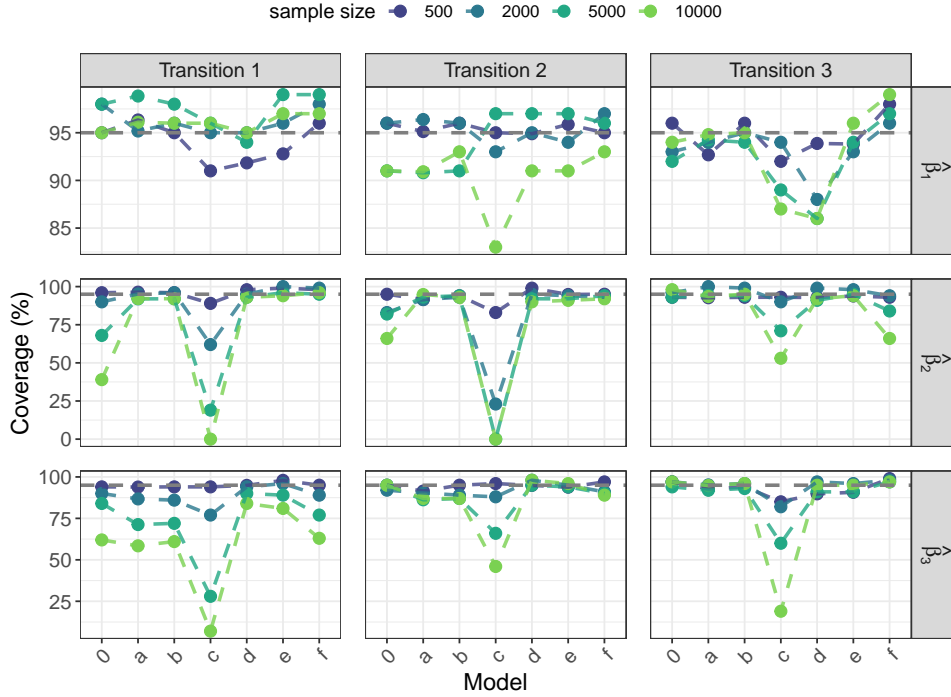 sample size 500 2000 5000 10000
Transition 1 Transition 2 Transition 3
95
90
85
β̂1
100
75
50
25
0
β̂2
100
75
50
25
β̂3
Coverage (%)
0 a b c d e f 0 a b c d e f 0 a b c d e f
Model